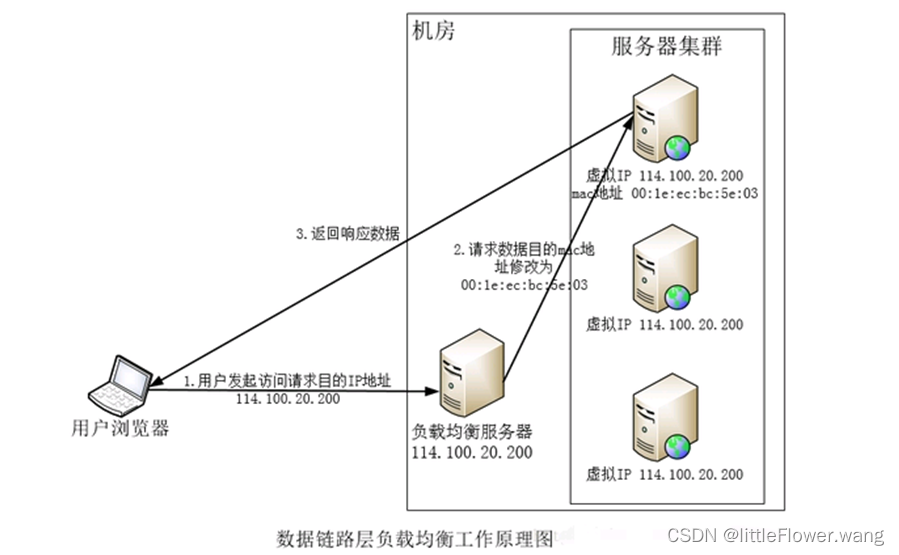 机房
服务器集群
虚拟IP 114.100.20.200
mac地址 00:1e:ec:bc:5e:03
3.返回响应数据
2.请求数据目的mac地
址修改为
00:1e:ec:bc:5e:03
虚拟IP 114.100.20.200
1.用户发起访问请求目的IP地址
114.100.20.200
用户浏览器
负载均衡服务器
114.100.20.200
虚拟IP 114.100.20.200
数据链路层负载均衡工作原理图
CSDN @littleFlower.wang